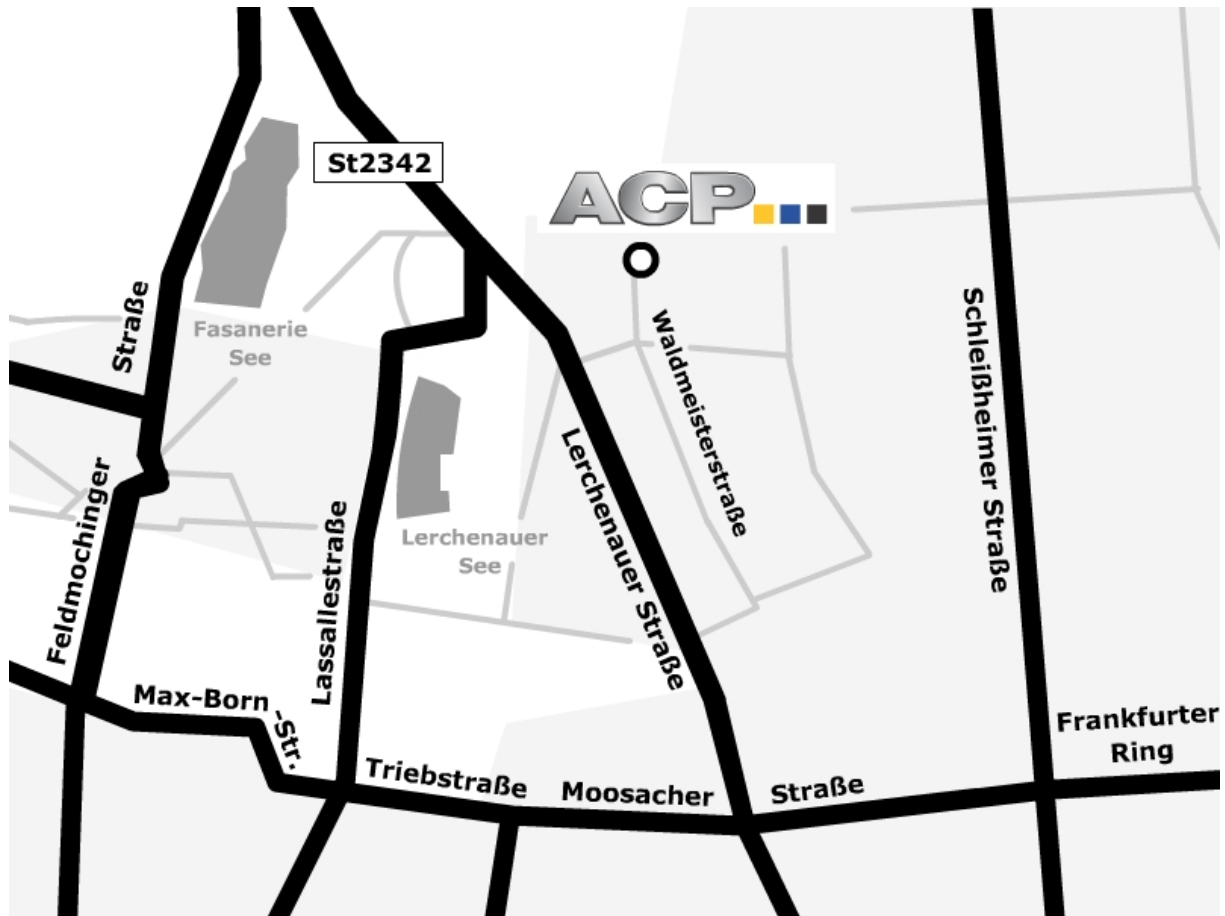 St2342
ACP
Straße
Fasanerie
See
Waldmeisterstraße
Schleißheimer Straße
Lerchenauer Straße
Feldmochinger
Lassallestraße
Lerchenauer
See
Max-Born
-Str.
Frankfurter
Ring
Triebstraße
Moosacher
Straße